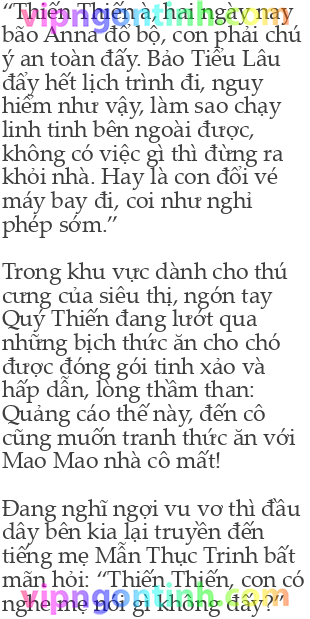 “Thiến Thiến à, hai ngày nay
bão Anna đổ bộ, con phải chú
ý an toàn đấy. Bảo Tiểu Lâu
đẩy hết lịch trình đi, nguy
hiểm như vậy, làm sao chạy
linh tinh bên ngoài được,
không có việc gì thì đừng ra
khỏi nhà. Hay là con đổi vé
máy bay đi, coi như nghỉ
phép sớm.”
Trong khu vực dành cho thú
cưng của siêu thị, ngón tay
Quý Thiến đang lướt qua
những bịch thức ăn cho chó
được đóng gói tinh xảo và
hấp dẫn, lòng thầm than:
Quảng cáo thế này, đến cô
cũng muốn tranh thức ăn với
Mao Mao nhà cô mất!
Đang nghĩ ngợi vu vơ thì đầu
dây bên kia lại truyền đến
tiếng mẹ Mẫn Thục Trinh bất
mãn hỏi: “Thiến Thiến, con có
nghe mẹ nói gì không đấy?”
vipngontinh.com
vipngontinh.com